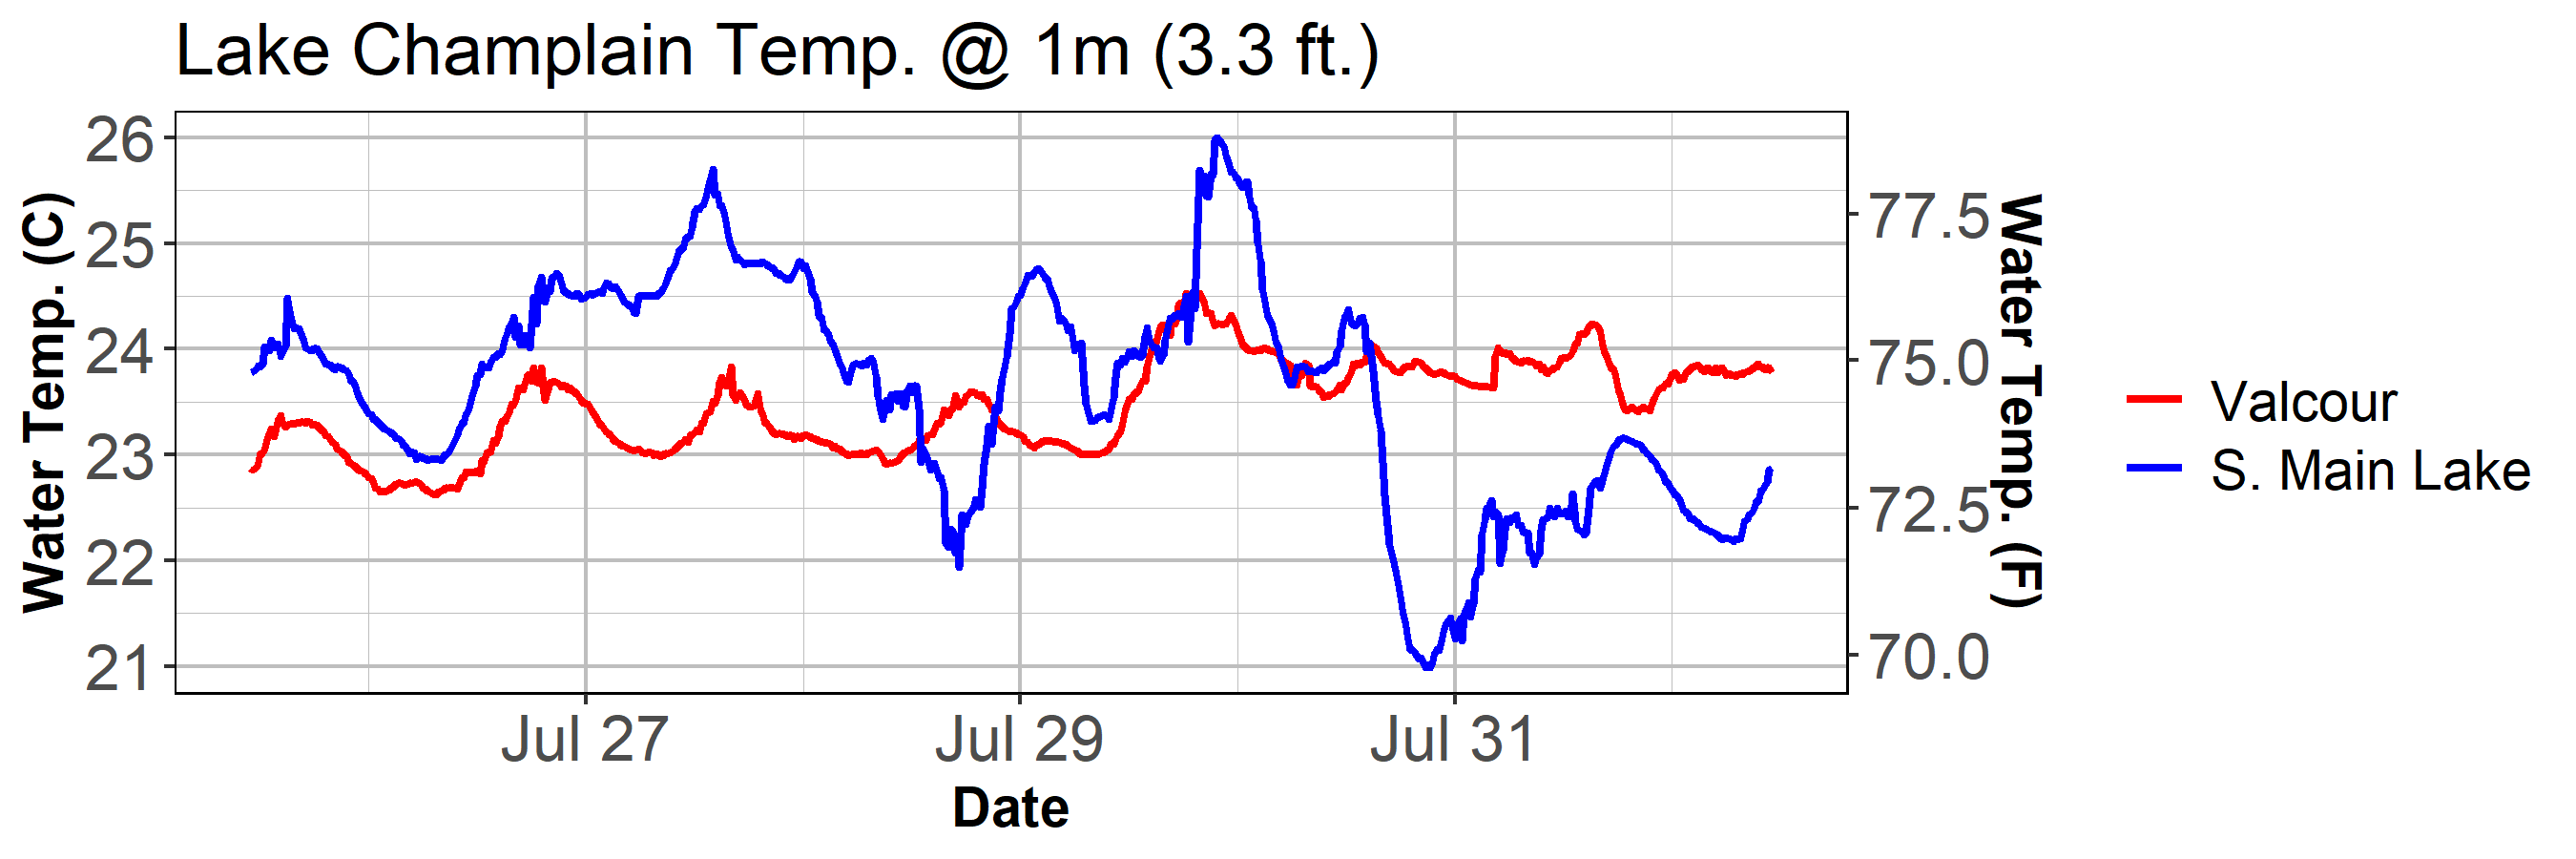 Lake Champlain Temp. @ 1m (3.3 ft.)
Water Temp. (C)
26
25
24
23
22
21
77.5
75.0
72.5
70.0
Water Temp. (F)
Jul 27
Jul 29
Jul 31
Date
Valcour
S. Main Lake